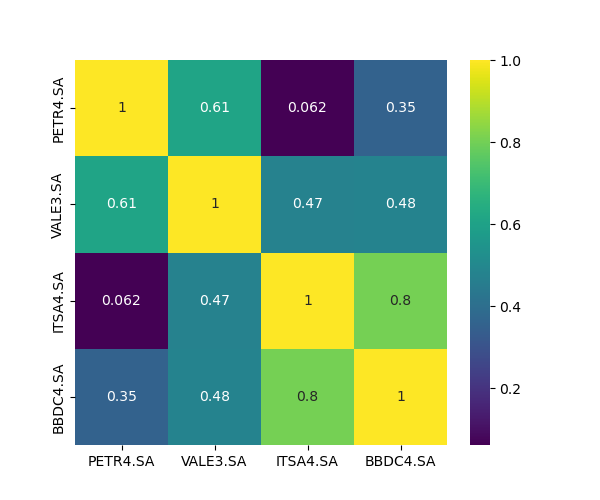 PETR4.SA 1 0.61 0.062 0.35
VALE3.SA 0.61 1 0.47 0.48
ITSA4.SA 0.062 0.47 1 0.8
BBDC4.SA 0.35 0.48 0.8 1
PETR4.SA VALE3.SA ITSA4.SA BBDC4.SA
1.0
0.8
0.6
0.4
0.2